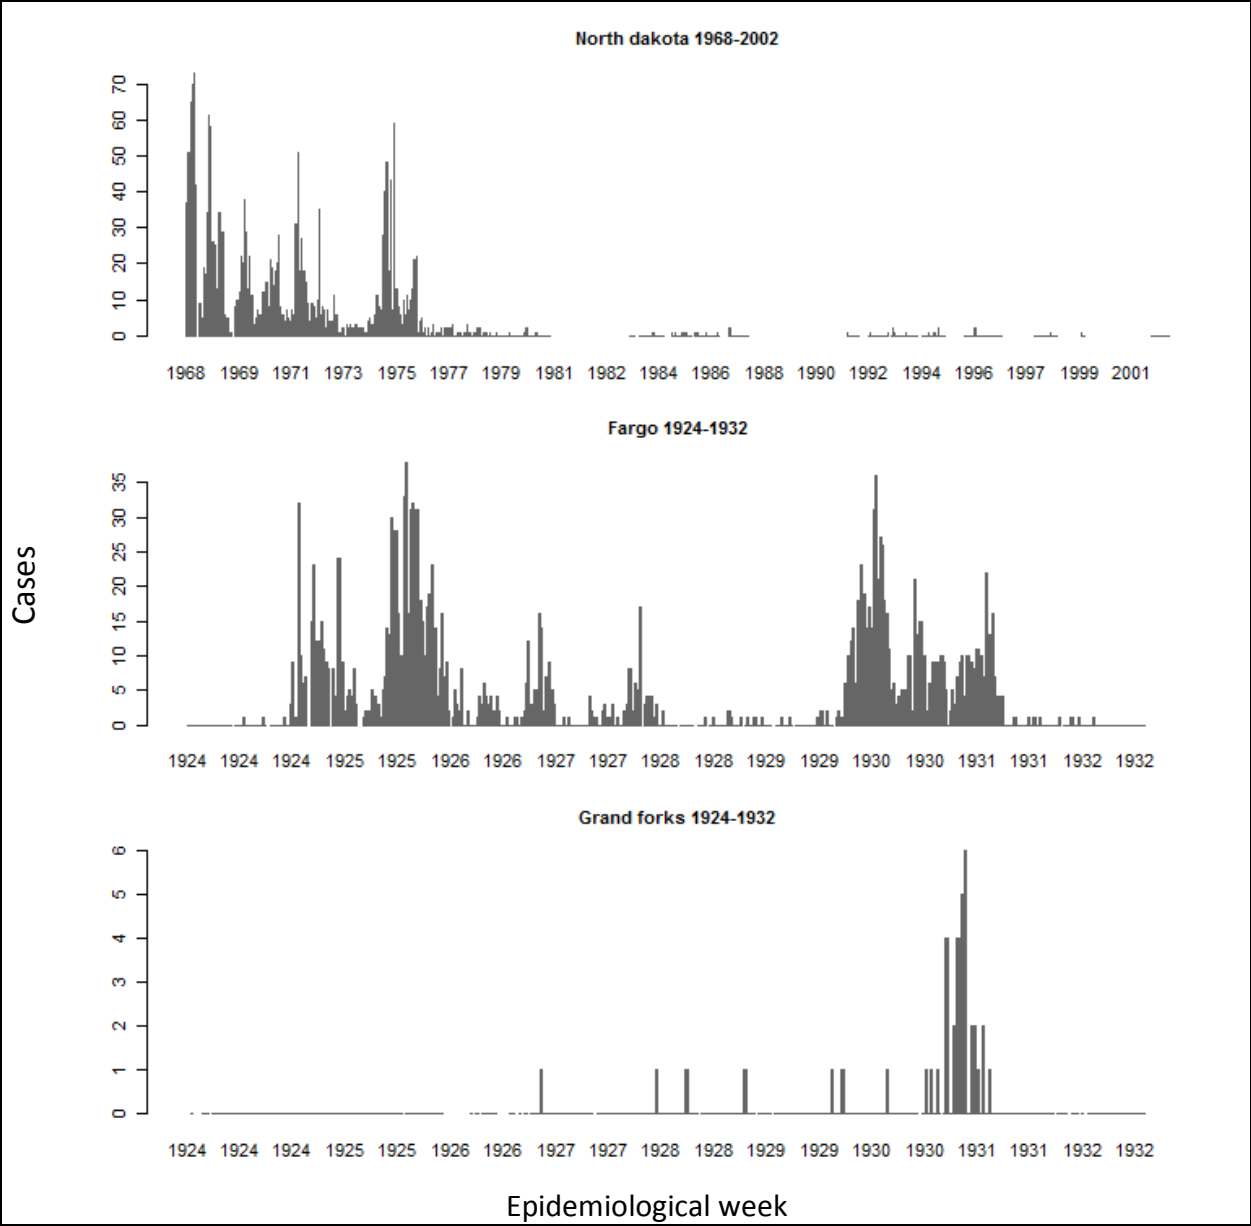 North dakota 1968-2002
70
60
50
40
30
20
10
0
1968 1969 1971 1973 1975 1977 1979 1981 1982 1984 1986 1988 1990 1992 1994 1996 1997 1999 2001
Fargo 1924-1932
35
30
25
20
15
10
5
0
1924 1924 1924 1925 1925 1926 1926 1927 1927 1928 1928 1929 1929 1930 1930 1931 1931 1932 1932
Cases
Grand forks 1924-1932
6
5
4
3
2
1
0
1924 1924 1924 1925 1925 1926 1926 1927 1927 1928 1928 1929 1929 1930 1930 1931 1931 1932 1932
Epidemiological week